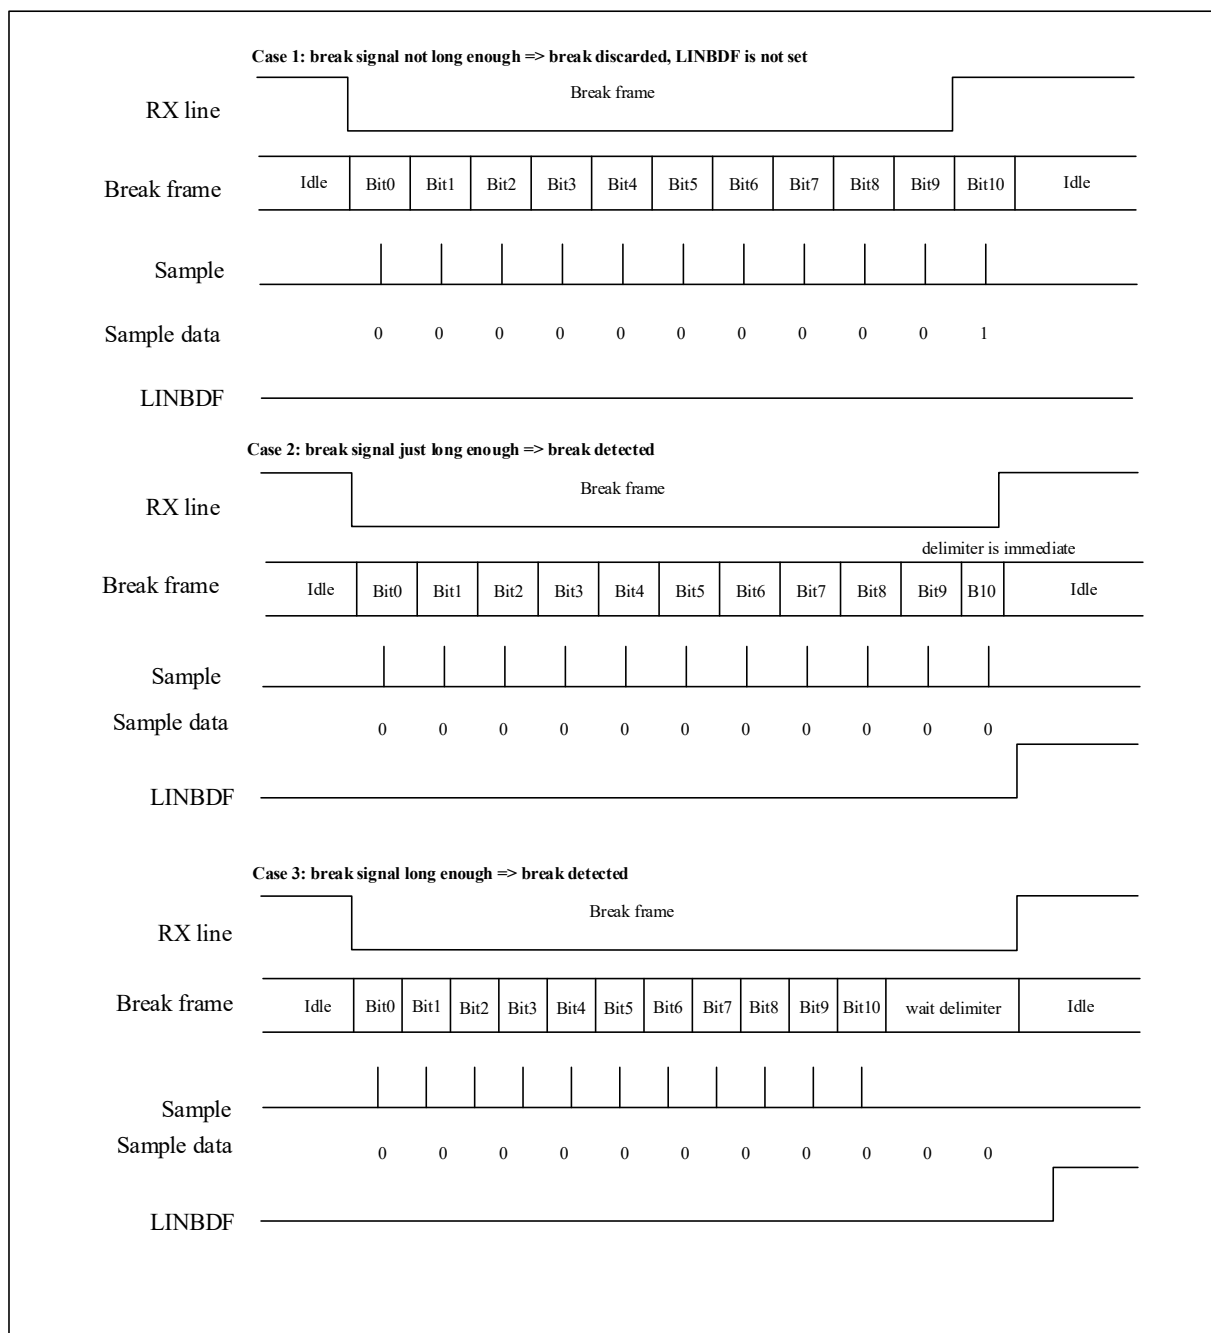 Case 1: break signal not long enough => break discarded, LINBDF is not set
RX line
Break frame
Break frame
Idle Bit0 Bit1 Bit2 Bit3 Bit4 Bit5 Bit6 Bit7 Bit8 Bit9 Bit10 Idle
Sample
Sample data 0 0 0 0 0 0 0 0 0 0 1
LINBDF
Case 2: break signal just long enough => break detected
RX line
Break frame
delimiter is immediate
Break frame
Idle Bit0 Bit1 Bit2 Bit3 Bit4 Bit5 Bit6 Bit7 Bit8 Bit9 B10 Idle
Sample
Sample data 0 0 0 0 0 0 0 0 0 0 0
LINBDF
Case 3: break signal long enough => break detected
RX line
Break frame
Break frame
Idle Bit0 Bit1 Bit2 Bit3 Bit4 Bit5 Bit6 Bit7 Bit8 Bit9 Bit10 wait delimiter Idle
Sample
Sample data 0 0 0 0 0 0 0 0 0 0 0
LINBDF